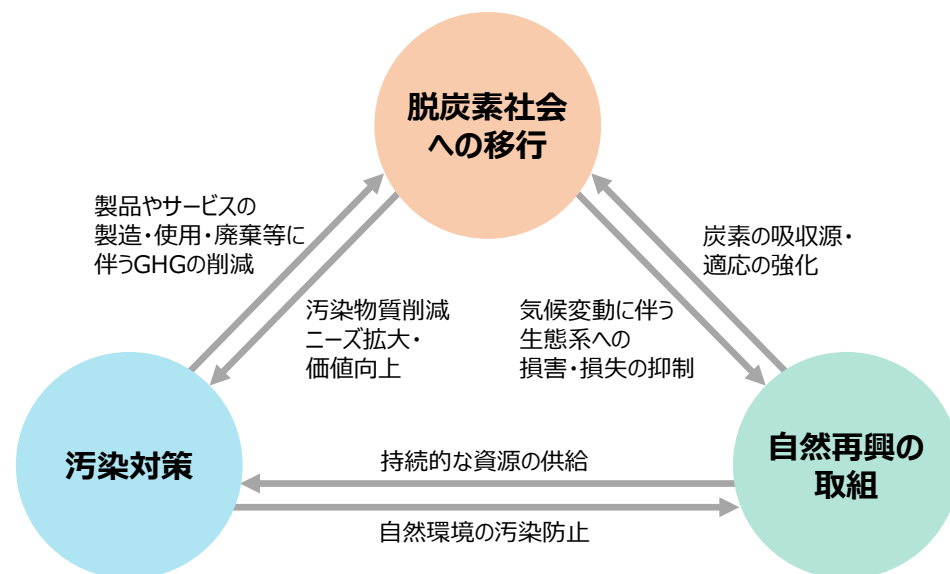 脱炭素社会
への移行
製品やサービスの
製造・使用・廃棄等に
伴うGHGの削減
炭素の吸収源・
適応の強化
汚染物質削減
ニーズ拡大・
価値向上
気候変動に伴う
生態系への
損害・損失の抑制
汚染対策
自然再興の
取組
持続的な資源の供給
自然環境の汚染防止